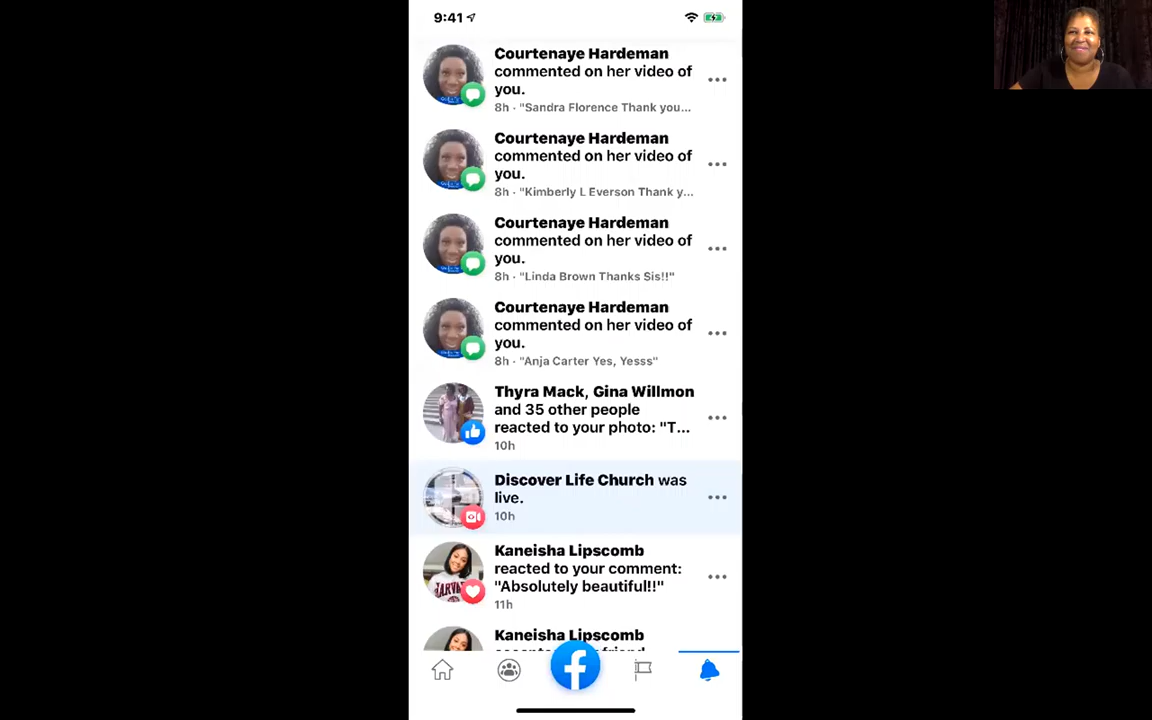 9:41
Courtenaye Hardeman
commented on her video of
you.
8h · "Sandra Florence Thank you...
Courtenaye Hardeman
commented on her video of
you.
8h · "Kimberly L Everson Thank y...
Courtenaye Hardeman
commented on her video of
you.
8h · "Linda Brown Thanks Sis!!"
Courtenaye Hardeman
commented on her video of
you.
8h · "Anja Carter Yes, Yesss"
Thyra Mack, Gina Willmon
and 35 other people
reacted to your photo: "T...
10h
Discover Life Church was
live.
10h
Kaneisha Lipscomb
reacted to your comment:
"Absolutely beautiful!!"
11h
Kaneisha Lipscomb